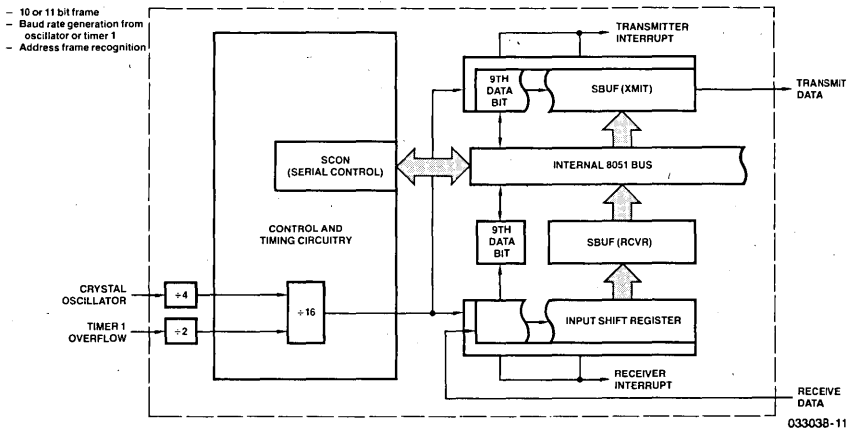 – 10 or 11 bit frame
– Baud rate generation from
oscillator or timer 1
– Address frame recognition
TRANSMITTER
INTERRUPT
9TH
DATA
BIT
SBUF (XMIT)
TRANSMIT
DATA
SCON
(SERIAL CONTROL)
INTERNAL 8051 BUS
CONTROL AND
TIMING CIRCUITRY
9TH
DATA
BIT
SBUF (RCVR)
CRYSTAL
OSCILLATOR
÷4
÷16
TIMER 1
OVERFLOW
÷2
INPUT SHIFT REGISTER
RECEIVER
INTERRUPT
RECEIVE
DATA
03303B-11